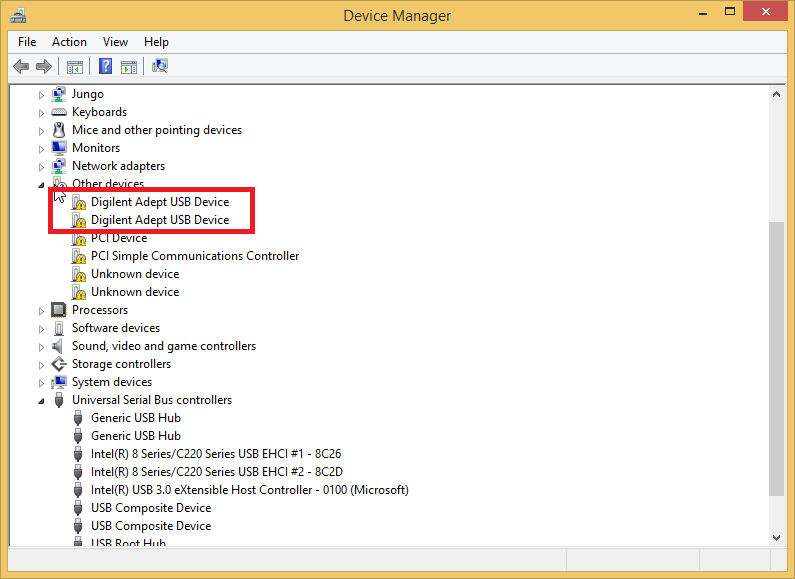 Device Manager
File Action View Help
Jungo
Keyboards
Mice and other pointing devices
Monitors
Network adapters
Other devices
Digilent Adept USB Device
Digilent Adept USB Device
PCI Device
PCI Simple Communications Controller
Unknown device
Unknown device
Processors
Software devices
Sound, video and game controllers
Storage controllers
System devices
Universal Serial Bus controllers
Generic USB Hub
Generic USB Hub
Intel(R) 8 Series/C220 Series USB EHCI #1 - 8C26
Intel(R) 8 Series/C220 Series USB EHCI #2 - 8C2D
Intel(R) USB 3.0 eXtensible Host Controller - 0100 (Microsoft)
USB Composite Device
USB Composite Device
USB Root Hub